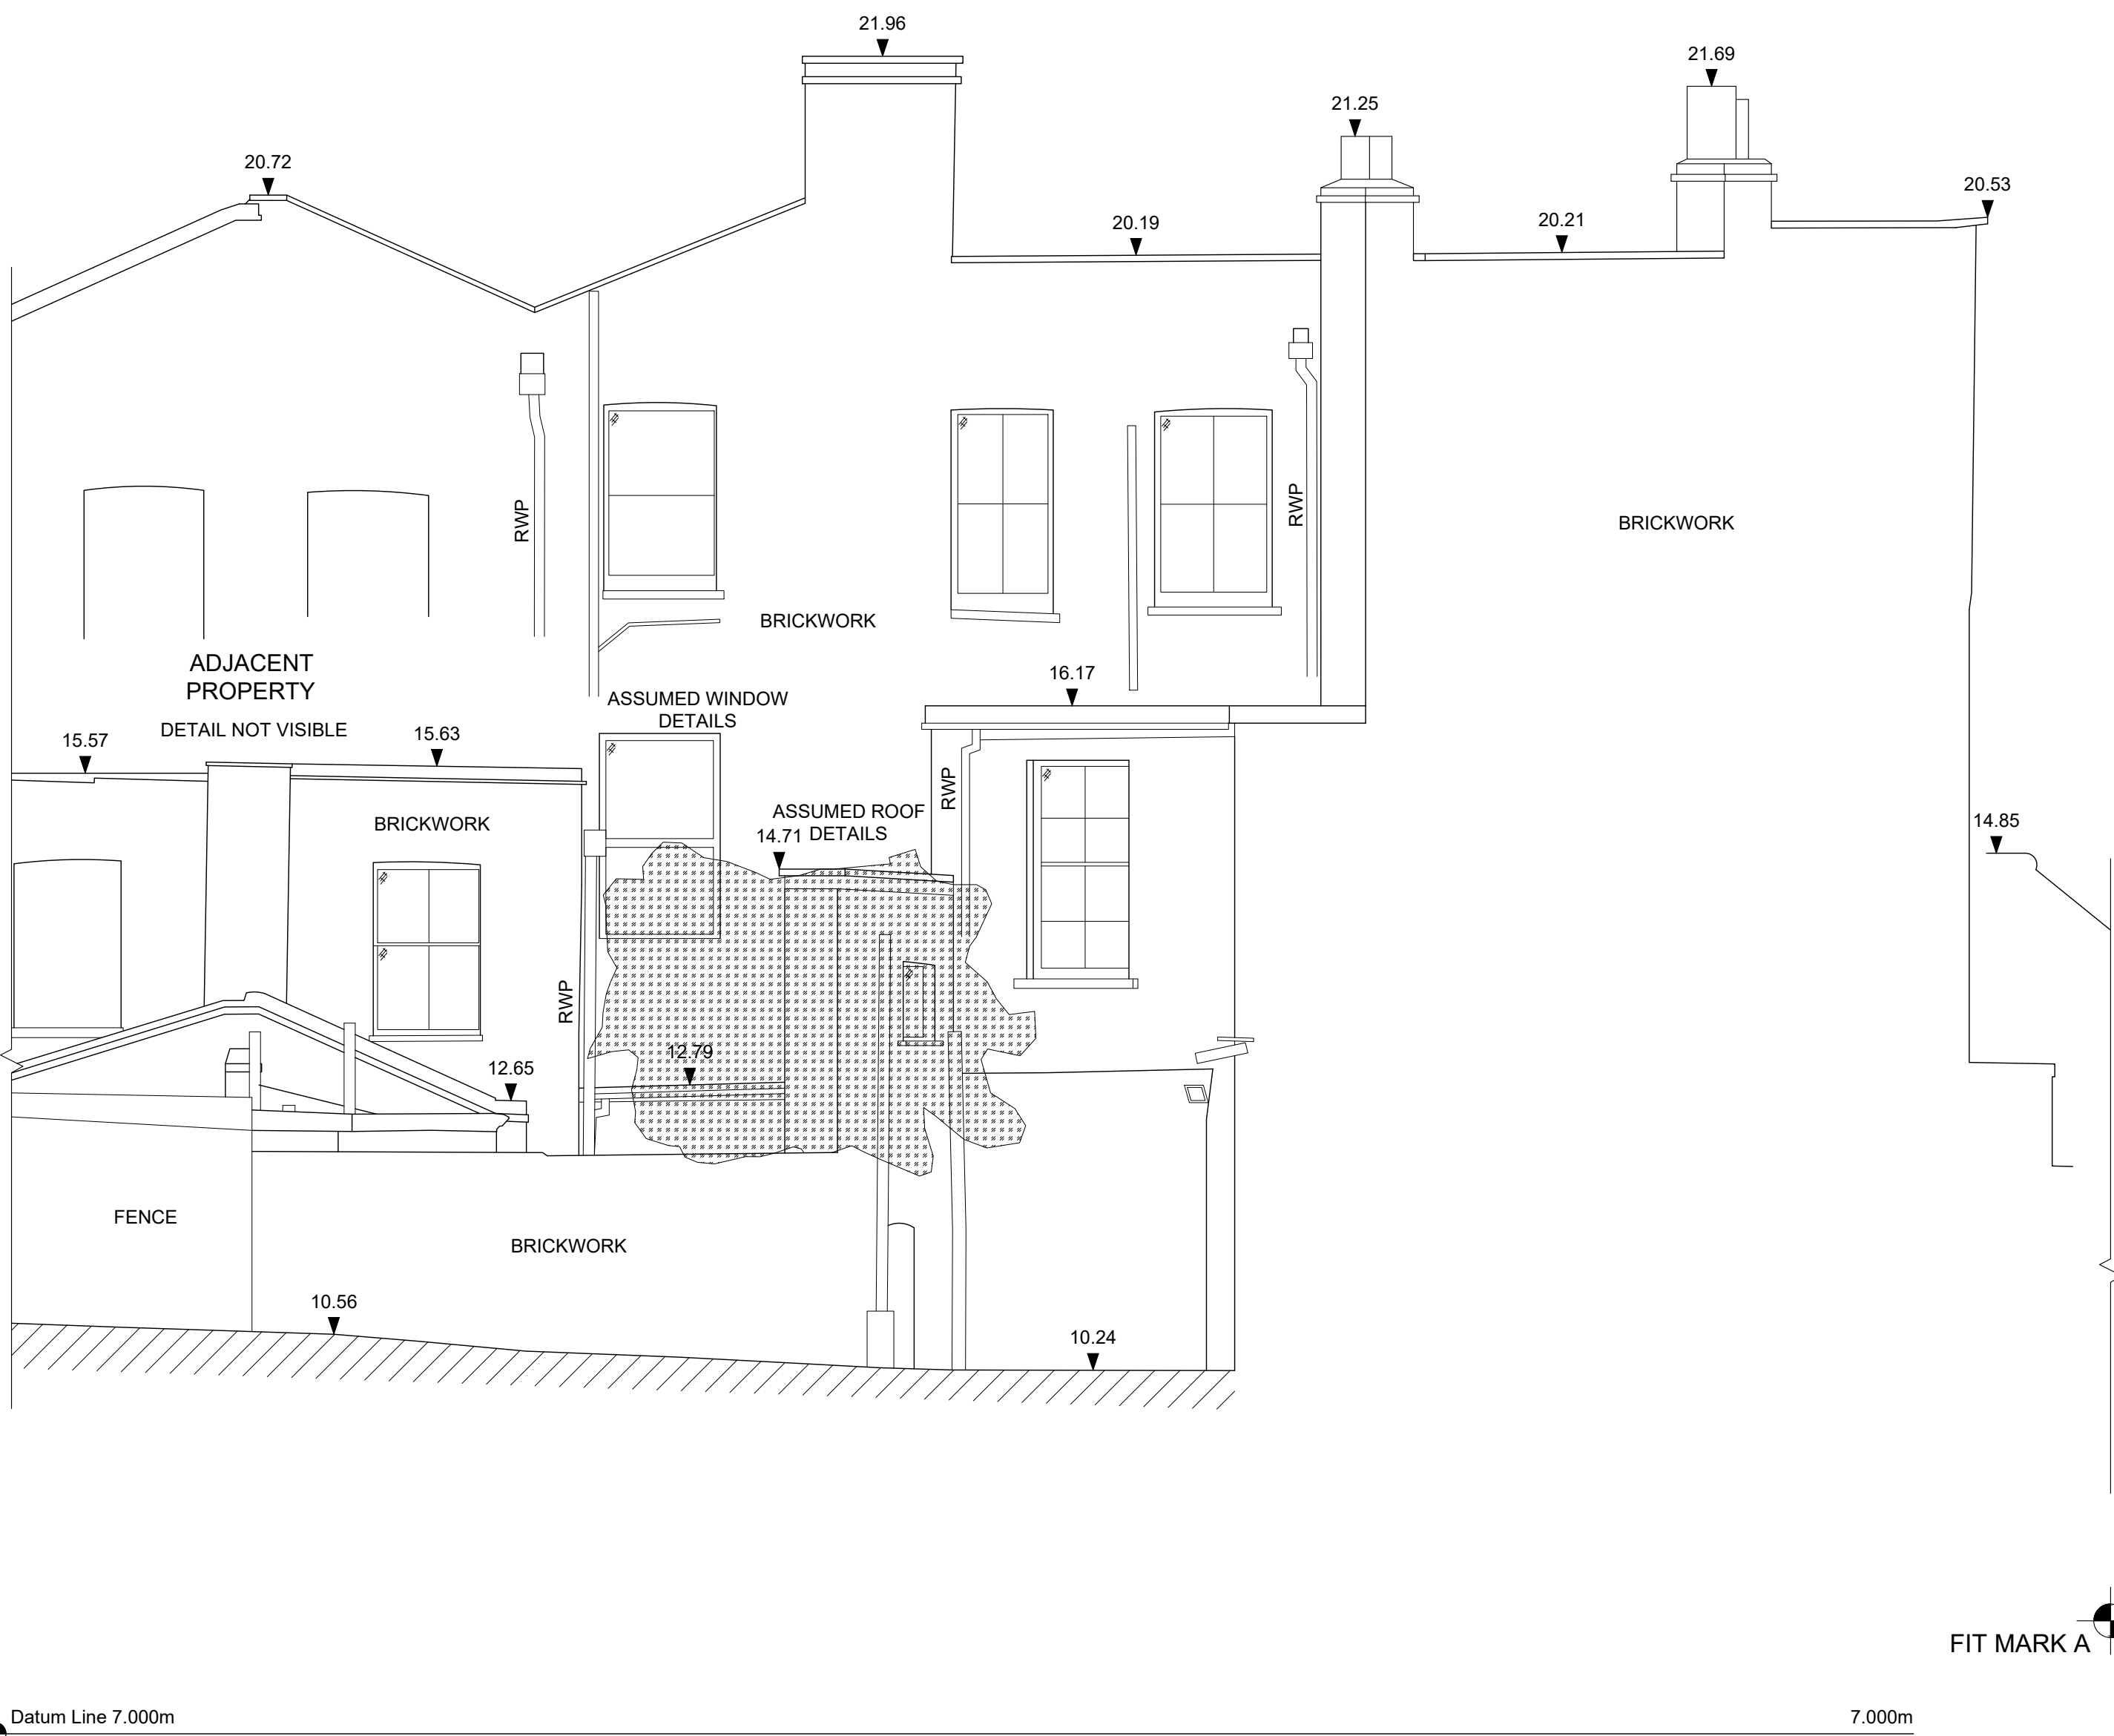 21.96
21.69
21.25
20.72
20.53
20.19
20.21
RWP
RWP
BRICKWORK
BRICKWORK
ADJACENT
PROPERTY
DETAIL NOT VISIBLE
16.17
ASSUMED WINDOW
DETAILS
15.57
15.63
RWP
ASSUMED ROOF
DETAILS
14.71
BRICKWORK
14.85
RWP
12.79
12.65
FENCE
BRICKWORK
10.56
10.24
FIT MARK A
Datum Line 7.000m
7.000m